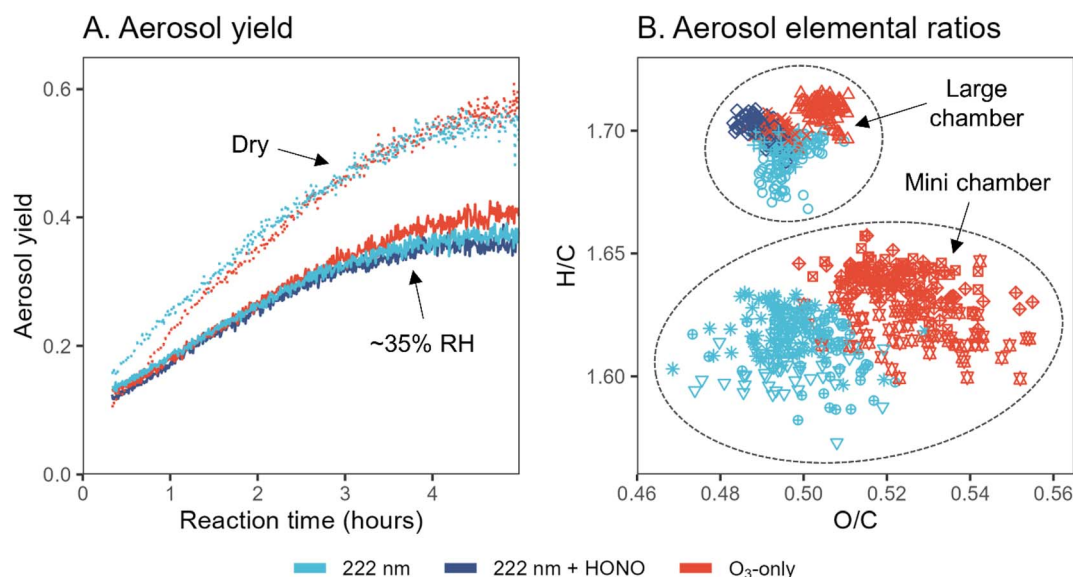 A. Aerosol yield
0.6
0.4
0.2
0.0
Aerosol yield
Dry
~35% RH
0
1
2
3
4
Reaction time (hours)
B. Aerosol elemental ratios
1.70
1.65
1.60
H/C
Large
chamber
Mini chamber
0.46
0.48
0.50
0.52
0.54
0.56
O/C
222 nm
222 nm + HONO
O₃-only